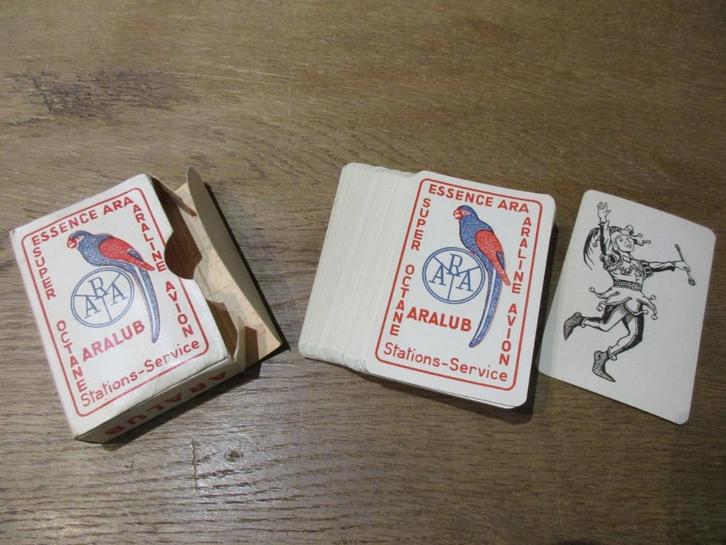 ESSENCE ARA
ARALINE AVION
SUPER OCTANE
ARA
ARALUB
Stations-Service
ARALUB
ESSENCE ARA
ARALINE AVION
SUPER OCTANE
ARA
ARALUB
Stations-Service